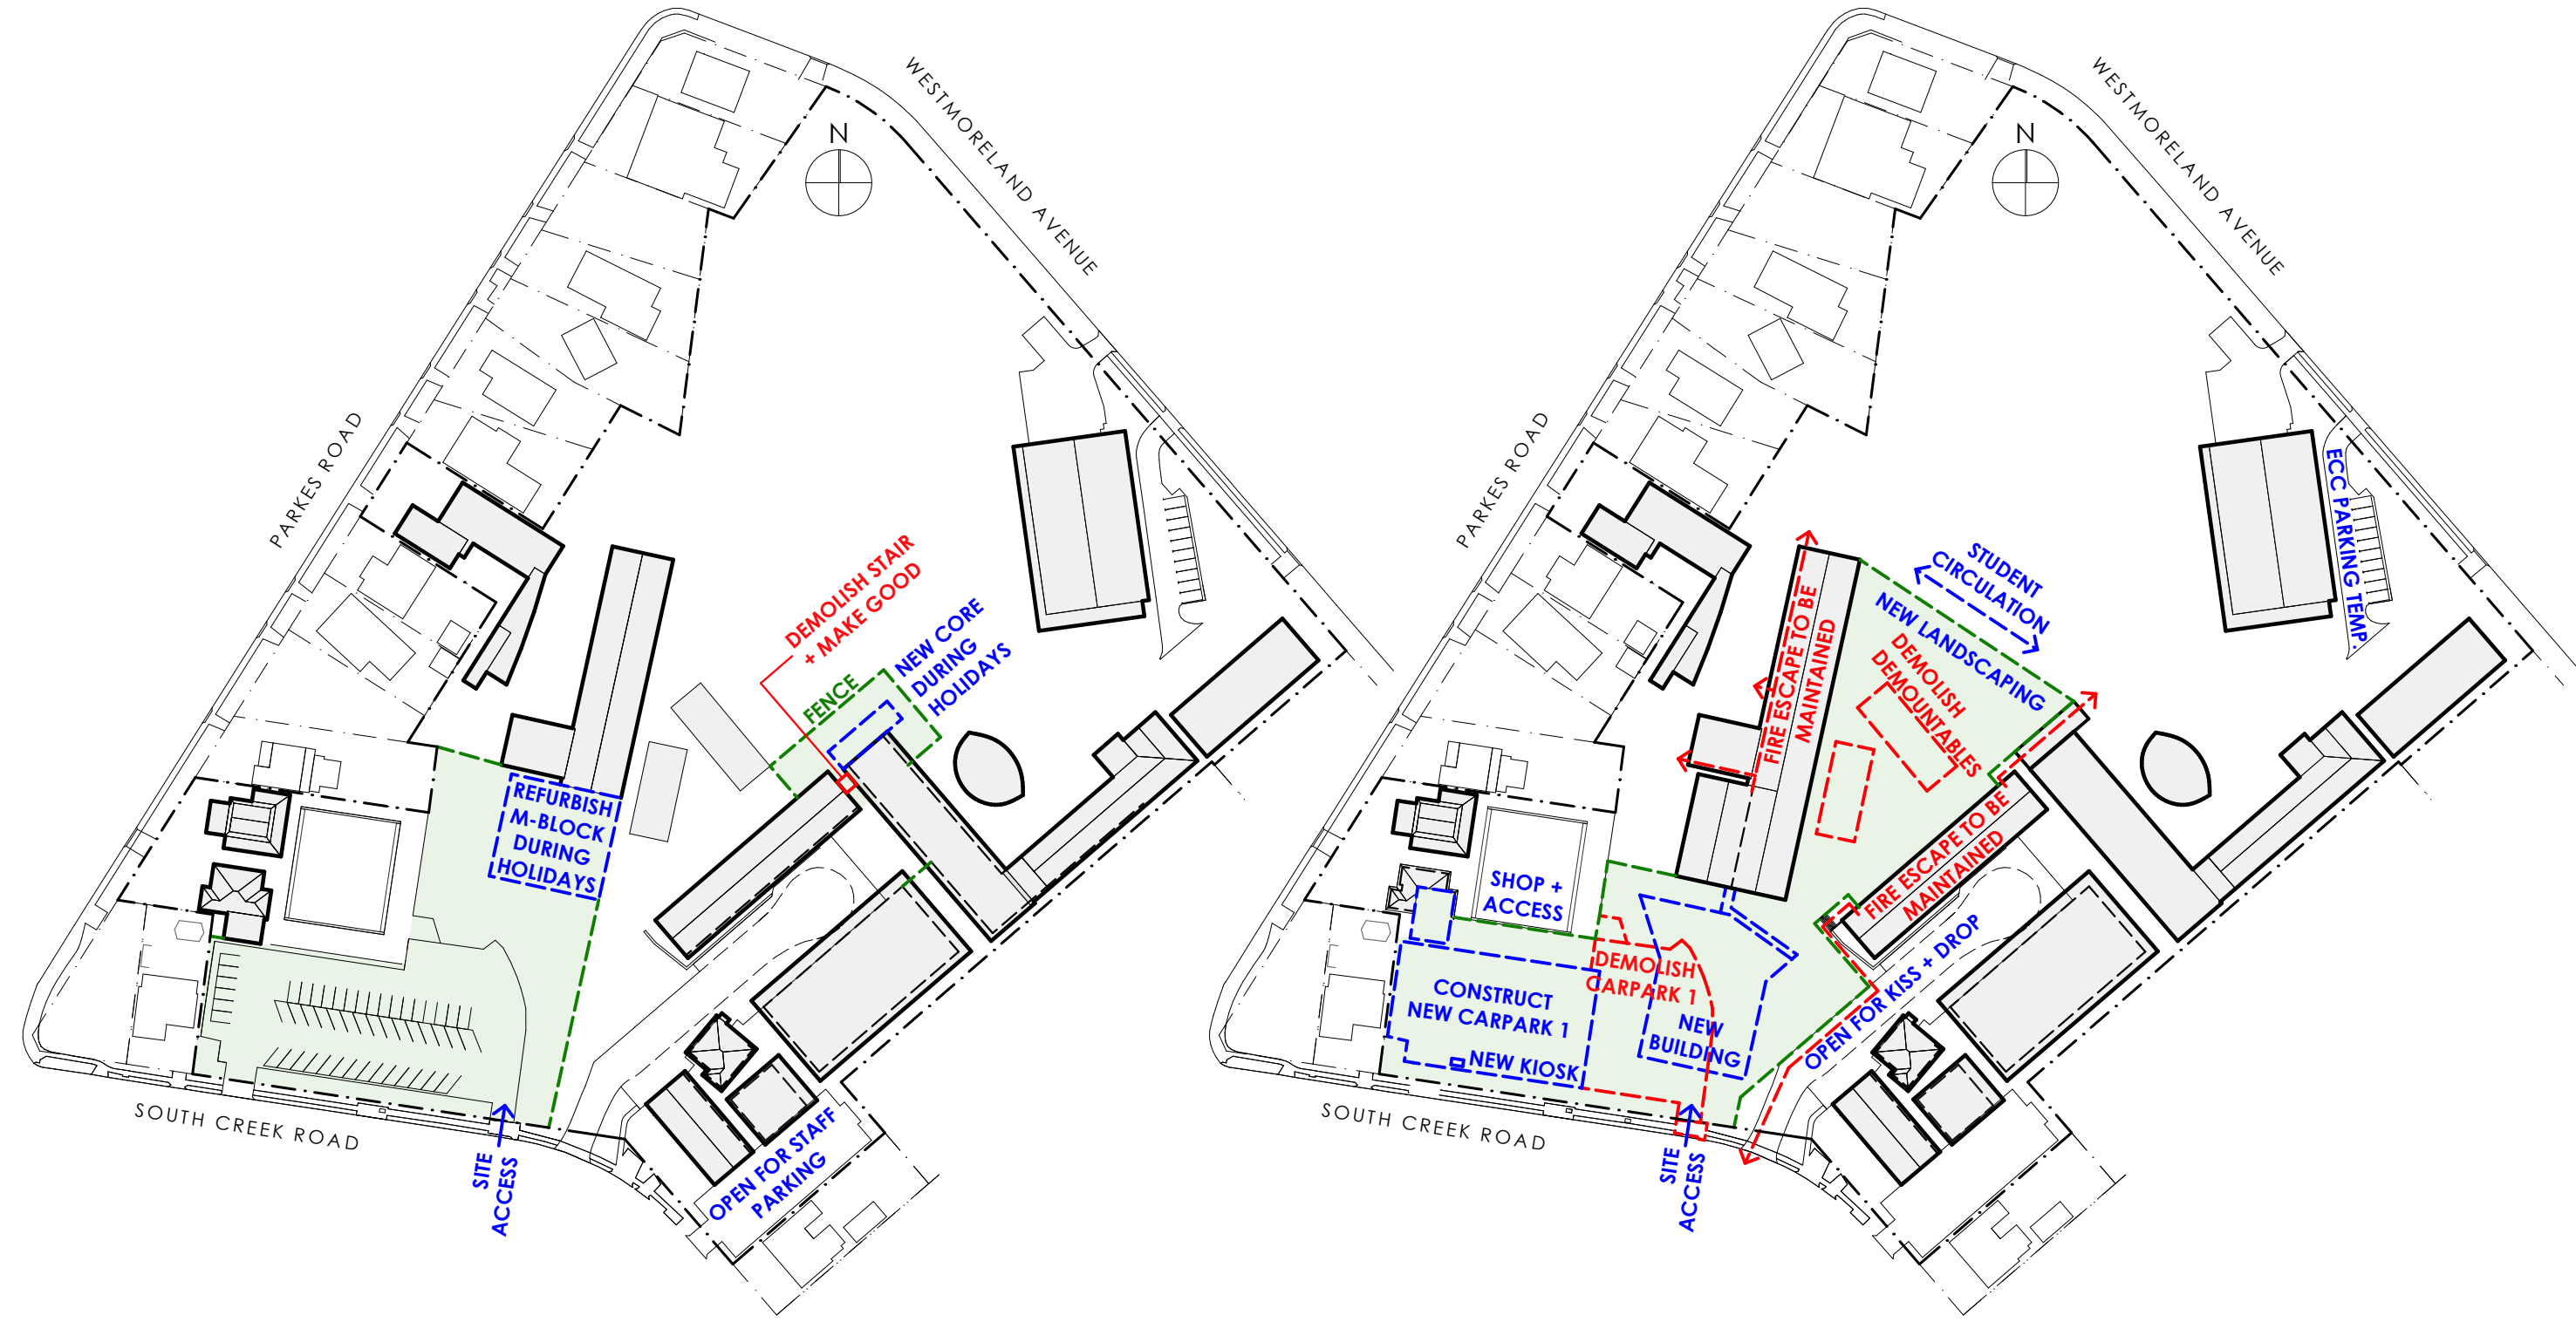 WESTMORELAND AVENUE
N
PARKES ROAD
DEMOLISH STAIR
+ MAKE GOOD
FENCE
NEW CORE
DURING
HOLIDAYS
REFURBISH
M-BLOCK
DURING
HOLIDAYS
SOUTH CREEK ROAD
SITE
ACCESS
OPEN FOR STAFF
PARKING
WESTMORELAND AVENUE
N
PARKES ROAD
ECC PARKING TEMP.
STUDENT
CIRCULATION
NEW LANDSCAPING
DEMOLISH
DEMOUNTABLES
FIRE ESCAPE TO BE
MAINTAINED
FIRE ESCAPE TO BE
MAINTAINED
SHOP +
ACCESS
DEMOLISH
CARPARK 1
CONSTRUCT
NEW CARPARK 1
NEW KIOSK
NEW
BUILDING
OPEN FOR KISS + DROP
SOUTH CREEK ROAD
SITE
ACCESS